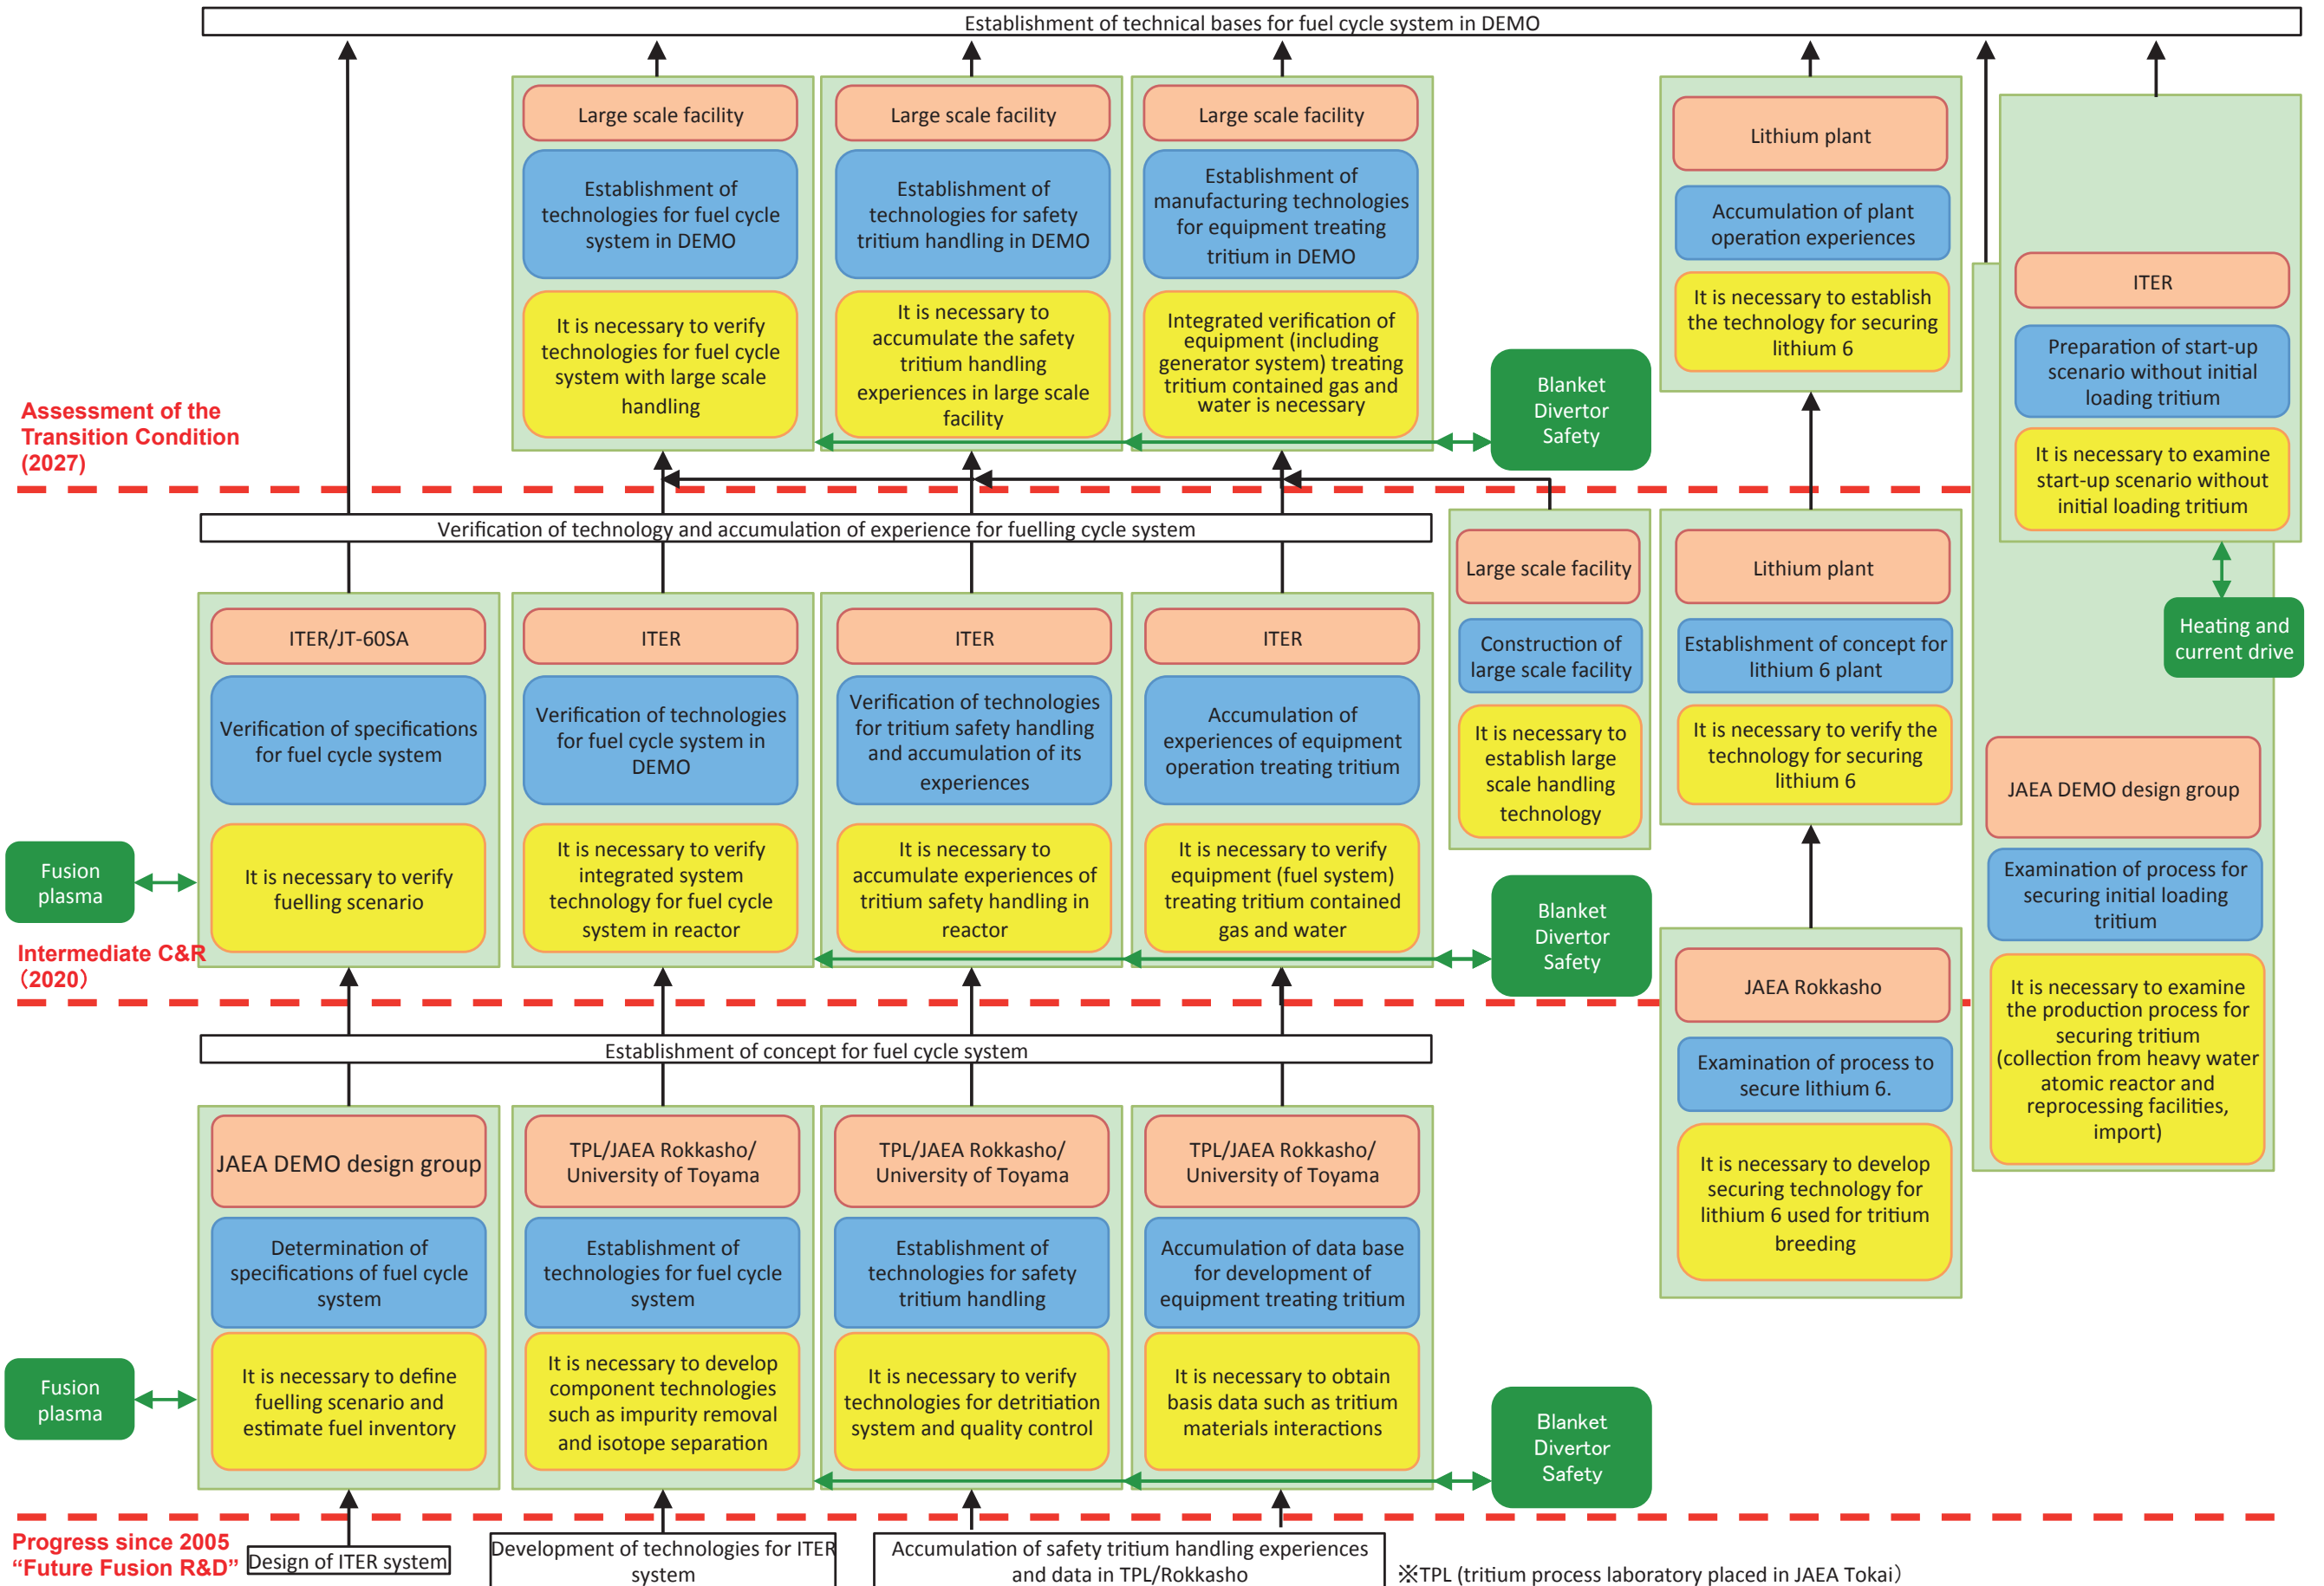 Establishment of technical bases for fuel cycle system in DEMO
Large scale facility
Establishment of
technologies for fuel cycle
system in DEMO
It is necessary to verify
technologies for fuel cycle
system with large scale
handling
Large scale facility
Establishment of
technologies for safety
tritium handling in DEMO
It is necessary to
accumulate the safety
tritium handling
experiences in large scale
facility
Large scale facility
Establishment of
manufacturing technologies
for equipment treating
tritium in DEMO
Integrated verification of
equipment (including
generator system) treating
tritium contained gas and
water is necessary
Blanket
Divertor
Safety
Lithium plant
Accumulation of plant
operation experiences
It is necessary to establish
the technology for securing
lithium 6
ITER
Preparation of start-up
scenario without initial
loading tritium
It is necessary to examine
start-up scenario without
initial loading tritium
Assessment of the
Transition Condition
(2027)
Verification of technology and accumulation of experience for fuelling cycle system
ITER/JT-60SA
Verification of specifications
for fuel cycle system
It is necessary to verify
fuelling scenario
ITER
Verification of technologies
for fuel cycle system in
DEMO
It is necessary to verify
integrated system
technology for fuel cycle
system in reactor
ITER
Verification of technologies
for tritium safety handling
and accumulation of its
experiences
It is necessary to
accumulate experiences of
tritium safety handling in
reactor
ITER
Accumulation of
experiences of equipment
operation treating tritium
It is necessary to verify
equipment (fuel system)
treating tritium contained
gas and water
Large scale facility
Construction of
large scale facility
It is necessary to
establish large
scale handling
technology
Lithium plant
Establishment of concept for
lithium 6 plant
It is necessary to verify the
technology for securing
lithium 6
Heating and
current drive
JAEA DEMO design group
Examination of process for
securing initial loading
tritium
It is necessary to examine
the production process for
securing tritium
(collection from heavy water
atomic reactor and
reprocessing facilities,
import)
Fusion
plasma
Blanket
Divertor
Safety
Intermediate C&R
（2020）
JAEA Rokkasho
Examination of process to
secure lithium 6.
It is necessary to develop
securing technology for
lithium 6 used for tritium
breeding
Establishment of concept for fuel cycle system
JAEA DEMO design group
Determination of
specifications of fuel cycle
system
It is necessary to define
fuelling scenario and
estimate fuel inventory
TPL/JAEA Rokkasho/
University of Toyama
Establishment of
technologies for fuel cycle
system
It is necessary to develop
component technologies
such as impurity removal
and isotope separation
TPL/JAEA Rokkasho/
University of Toyama
Establishment of
technologies for safety
tritium handling
It is necessary to verify
technologies for detritiation
system and quality control
TPL/JAEA Rokkasho/
University of Toyama
Accumulation of data base
for development of
equipment treating tritium
It is necessary to obtain
basis data such as tritium
materials interactions
Fusion
plasma
Blanket
Divertor
Safety
Progress since 2005
“Future Fusion R&D”
Design of ITER system
Development of technologies for ITER
system
Accumulation of safety tritium handling experiences
and data in TPL/Rokkasho
※TPL (tritium process laboratory placed in JAEA Tokai）